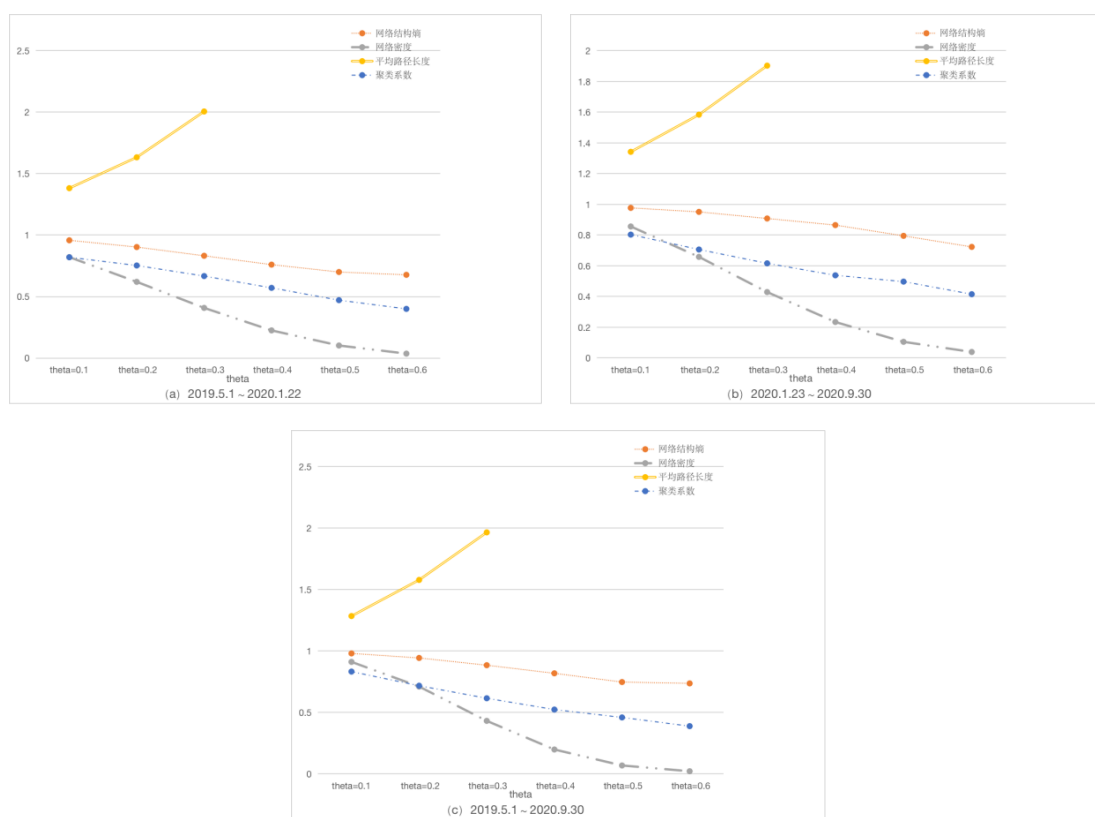 网络结构熵
网络密度
平均路径长度
聚类系数
2.5
2
1.5
1
0.5
0
theta=0.1 theta=0.2 theta=0.3 theta=0.4 theta=0.5 theta=0.6
theta
（a）2019.5.1 ~ 2020.1.22
网络结构熵
网络密度
平均路径长度
聚类系数
2
1.8
1.6
1.4
1.2
1
0.8
0.6
0.4
0.2
0
theta=0.1 theta=0.2 theta=0.3 theta=0.4 theta=0.5 theta=0.6
theta
（b）2020.1.23 ~ 2020.9.30
网络结构熵
网络密度
平均路径长度
聚类系数
2.5
2
1.5
1
0.5
0
theta=0.1 theta=0.2 theta=0.3 theta=0.4 theta=0.5 theta=0.6
theta
（c）2019.5.1 ~ 2020.9.30